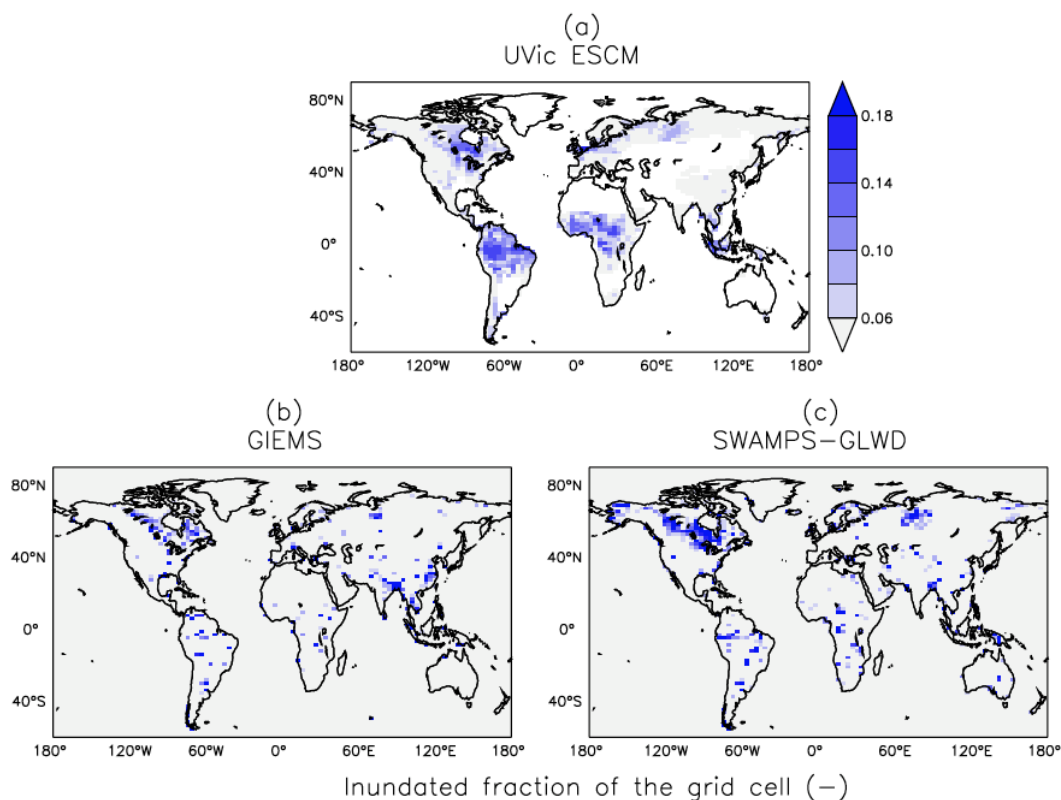 (a)
UVic ESCM
80°N
40°N
0°
40°S
180° 120°W 60°W 0° 60°E 120°E 180°
0.18
0.14
0.10
0.06
(b)
GIEMS
80°N
40°N
0°
40°S
180° 120°W 60°W 0° 60°E 120°E 180°
(c)
SWAMPS-GLWD
80°N
40°N
0°
40°S
180° 120°W 60°W 0° 60°E 120°E 180°
Inundated fraction of the grid cell (-)